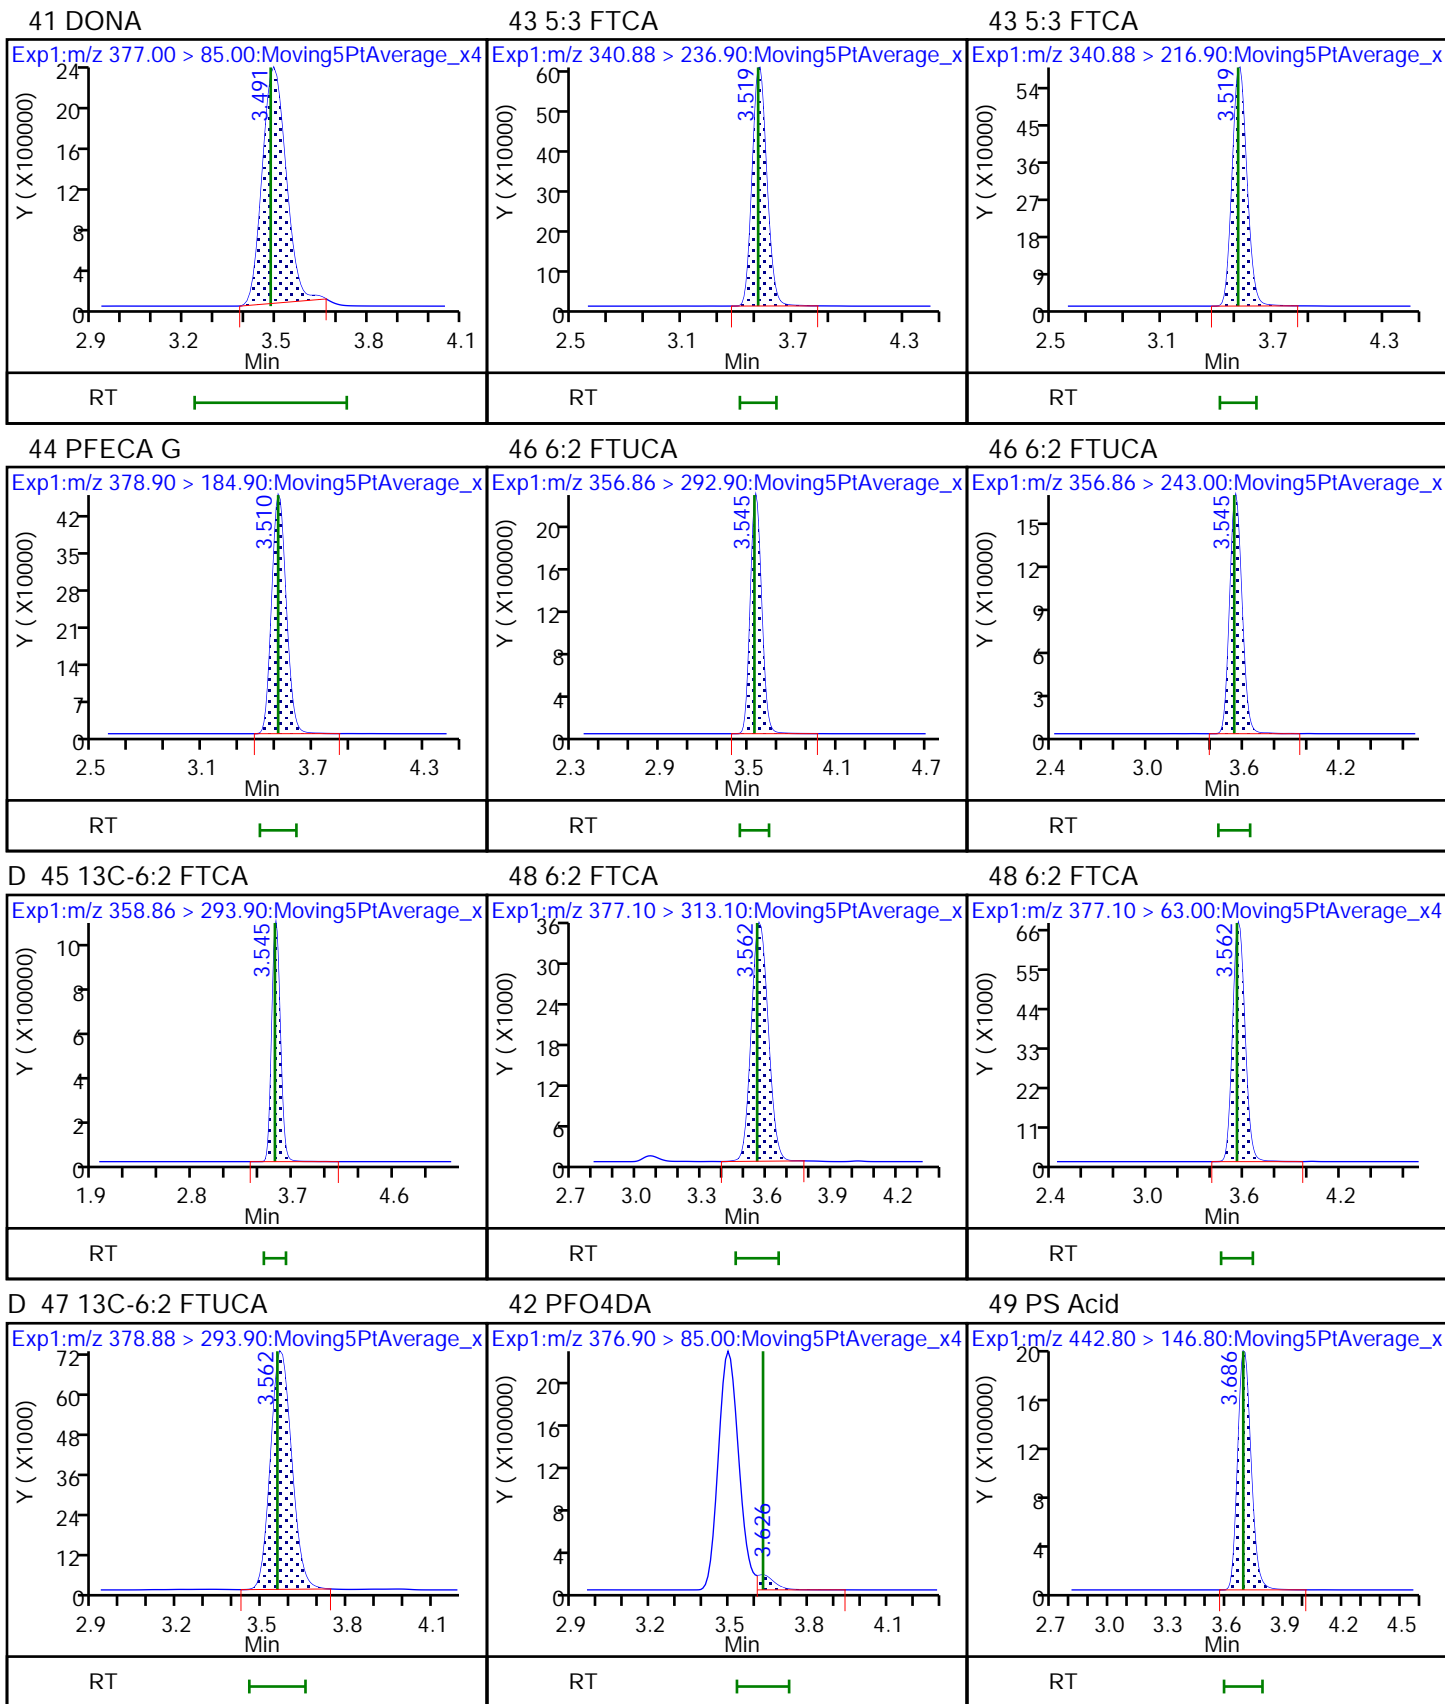 41 DONA
43 5:3 FTCA
43 5:3 FTCA
Exp1:m/z 377.00 > 85.00:Moving5PtAverage_x4
Exp1:m/z 340.88 > 236.90:Moving5PtAverage_x
Exp1:m/z 340.88 > 216.90:Moving5PtAverage_x
3.491
3.519
3.519
Y ( X100000)
Y ( X10000)
Y ( X10000)
24 20 16 12 8 4 0
60 50 40 30 20 10 0
54 45 36 27 18 9 0
2.9 3.2 3.5 3.8 4.1
2.5 3.1 3.7 4.3
2.5 3.1 3.7 4.3
Min
Min
Min
RT
RT
RT
44 PFECA G
46 6:2 FTUCA
46 6:2 FTUCA
Exp1:m/z 378.90 > 184.90:Moving5PtAverage_x
Exp1:m/z 356.86 > 292.90:Moving5PtAverage_x
Exp1:m/z 356.86 > 243.00:Moving5PtAverage_x
3.510
3.545
3.545
Y ( X10000)
Y ( X100000)
Y ( X10000)
42 35 28 21 14 7 0
20 16 12 8 4 0
15 12 9 6 3 0
2.5 3.1 3.7 4.3
2.3 2.9 3.5 4.1 4.7
2.4 3.0 3.6 4.2
Min
Min
Min
RT
RT
RT
D 45 13C-6:2 FTCA
48 6:2 FTCA
48 6:2 FTCA
Exp1:m/z 358.86 > 293.90:Moving5PtAverage_x
Exp1:m/z 377.10 > 313.10:Moving5PtAverage_x
Exp1:m/z 377.10 > 63.00:Moving5PtAverage_x4
3.545
3.562
3.562
Y ( X100000)
Y ( X1000)
Y ( X1000)
10 8 6 4 2 0
36 30 24 18 12 6 0
66 55 44 33 22 11 0
1.9 2.8 3.7 4.6
2.7 3.0 3.3 3.6 3.9 4.2
2.4 3.0 3.6 4.2
Min
Min
Min
RT
RT
RT
D 47 13C-6:2 FTUCA
42 PFO4DA
49 PS Acid
Exp1:m/z 378.88 > 293.90:Moving5PtAverage_x
Exp1:m/z 376.90 > 85.00:Moving5PtAverage_x4
Exp1:m/z 442.80 > 146.80:Moving5PtAverage_x
3.562
3.626
3.686
Y ( X1000)
Y ( X100000)
Y ( X100000)
72 60 48 36 24 12 0
20 16 12 8 4 0
20 16 12 8 4 0
2.9 3.2 3.5 3.8 4.1
2.9 3.2 3.5 3.8 4.1
2.7 3.0 3.3 3.6 3.9 4.2 4.5
Min
Min
Min
RT
RT
RT